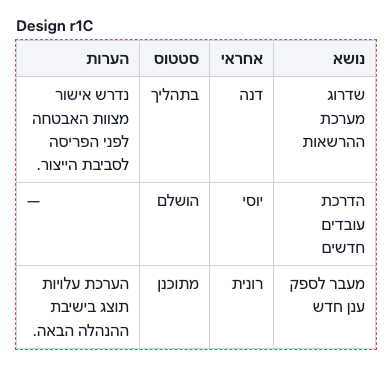 Design r1C
נושא אחראי סטטוס הערות
שדרוג מערכת ההרשאות דנה בתהליך נדרש אישור מצוות האבטחה לפני הפריסה לסביבת הייצור.
הדרכת עובדים חדשים יוסי הושלם —
מעבר לספק ענן חדש רונית מתוכנן הערכת עלויות תוצג בישיבת ההנהלה הבאה.